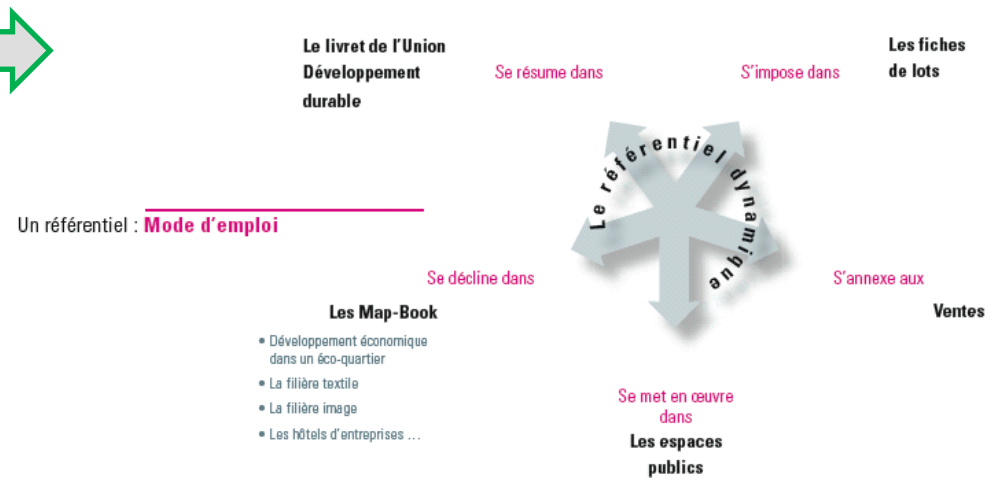 Le livret de l'Union
Développement
durable
Se résume dans
S'impose dans
Les fiches
de lots
Le référentiel dynamique
Un référentiel : Mode d'emploi
Se décline dans
S'annexe aux
Les Map-Book
Ventes
• Développement économique
dans un éco-quartier
• La filière textile
• La filière image
• Les hôtels d'entreprises ...
Se met en œuvre
dans
Les espaces
publics